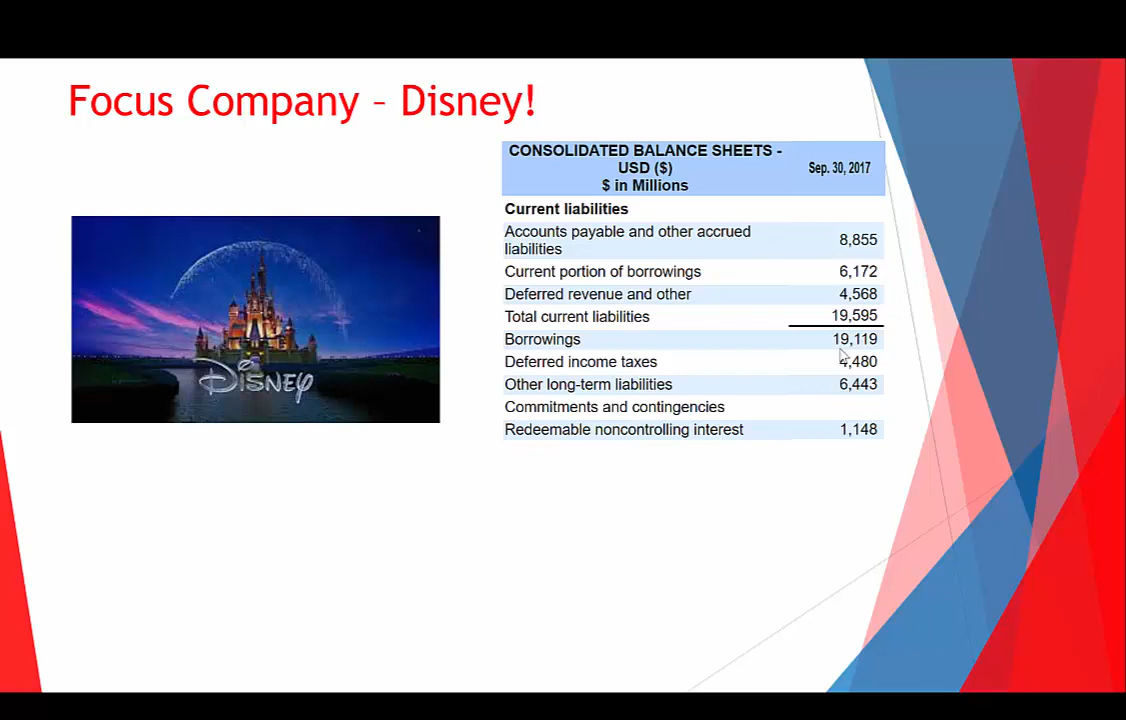 Focus Company – Disney!
CONSOLIDATED BALANCE SHEETS -
USD ($)
$ in Millions
Sep. 30, 2017
Current liabilities
Accounts payable and other accrued
liabilities
8,855
Current portion of borrowings 6,172
Deferred revenue and other 4,568
Total current liabilities 19,595
Borrowings 19,119
Deferred income taxes 4,480
Other long-term liabilities 6,443
Commitments and contingencies
Redeemable noncontrolling interest 1,148
DISNEY